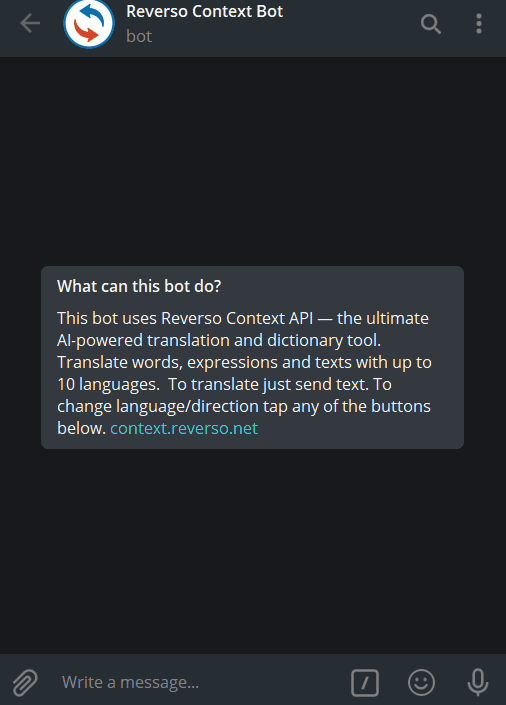 Reverso Context Bot
bot
What can this bot do?
This bot uses Reverso Context API — the ultimate
AI-powered translation and dictionary tool.
Translate words, expressions and texts with up to
10 languages.  To translate just send text. To
change language/direction tap any of the buttons
below. context.reverso.net
Write a message...
/